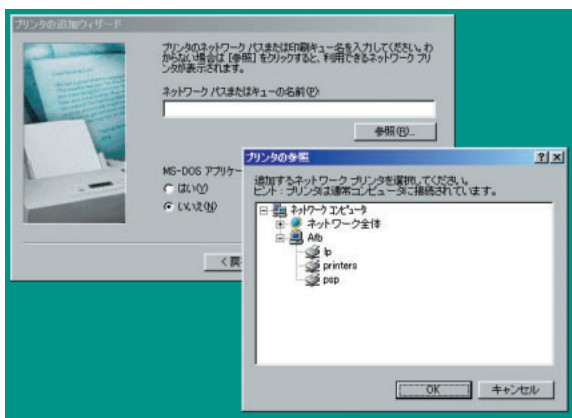 プリンタの追加ウィザード
プリンタのネットワーク パスまたは印刷キュー名を入力してください。わ
からない場合は [参照] をクリックすると、利用できるネットワーク プリ
ンタが表示されます。
ネットワーク パスまたはキューの名前(P)
参照(R)...
MS-DOS アプリケー
はい(Y)
いいえ(N)
< 戻
プリンタの参照
追加するネットワーク プリンタを選択してください。
ヒント : プリンタは通常コンピュータに接続されています。
ネットワーク コンピュータ
ネットワーク全体
Afb
lp
printers
psp
OK
キャンセル